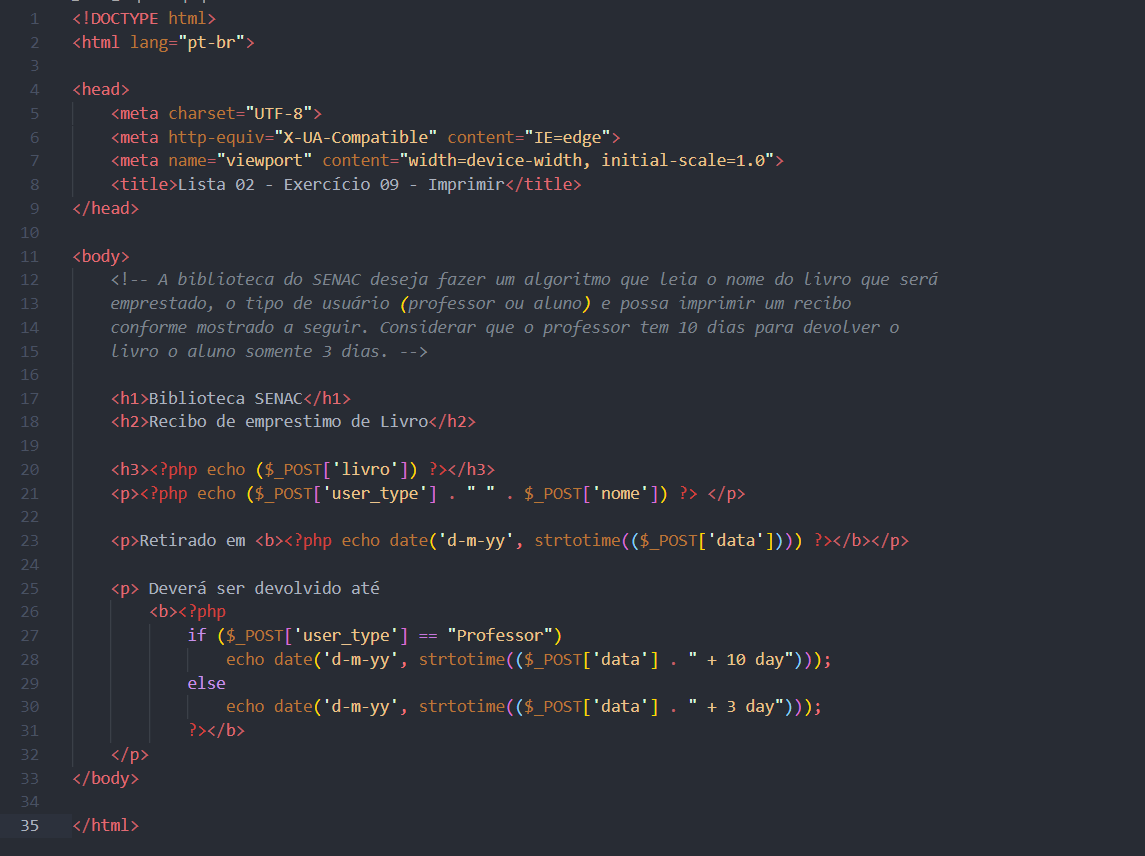 1 <!DOCTYPE html>
2 <html lang="pt-br">
3
4 <head>
5     <meta charset="UTF-8">
6     <meta http-equiv="X-UA-Compatible" content="IE=edge">
7     <meta name="viewport" content="width=device-width, initial-scale=1.0">
8     <title>Lista 02 - Exercício 09 - Imprimir</title>
9 </head>
10
11 <body>
12     <!-- A biblioteca do SENAC deseja fazer um algoritmo que leia o nome do livro que será
13     emprestado, o tipo de usuário (professor ou aluno) e possa imprimir um recibo
14     conforme mostrado a seguir. Considerar que o professor tem 10 dias para devolver o
15     livro o aluno somente 3 dias. -->
16
17     <h1>Biblioteca SENAC</h1>
18     <h2>Recibo de emprestimo de Livro</h2>
19
20     <h3><?php echo ($_POST['livro']) ?></h3>
21     <p><?php echo ($_POST['user_type'] . " " . $_POST['nome']) ?> </p>
22
23     <p>Retirado em <b><?php echo date('d-m-yy', strtotime(($_POST['data']))) ?></b></p>
24
25     <p> Deverá ser devolvido até
26         <b><?php
27             if ($_POST['user_type'] == "Professor")
28                 echo date('d-m-yy', strtotime(($_POST['data'] . " + 10 day")));
29             else
30                 echo date('d-m-yy', strtotime(($_POST['data'] . " + 3 day")));
31             ?></b>
32     </p>
33 </body>
34
35 </html>